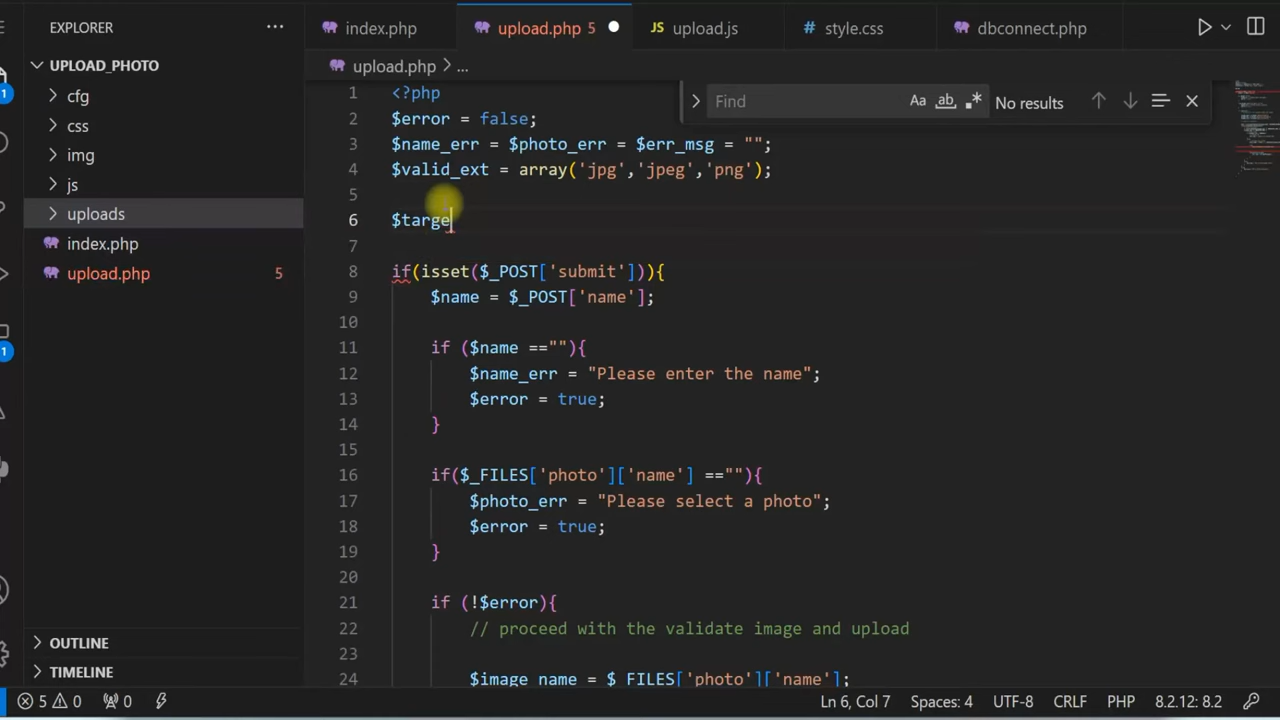 EXPLORER
UPLOAD_PHOTO
cfg
css
img
js
uploads
index.php
upload.php 5
OUTLINE
TIMELINE
index.php
upload.php 5
JS upload.js
# style.css
dbconnect.php
upload.php > ...
Find
Aa ab No results
1 <?php
2 $error = false;
3 $name_err = $photo_err = $err_msg = "";
4 $valid_ext = array('jpg','jpeg','png');
5
6 $targe
7
8 if(isset($_POST['submit'])){
9 $name = $_POST['name'];
10
11 if ($name ==""){
12 $name_err = "Please enter the name";
13 $error = true;
14 }
15
16 if($_FILES['photo']['name'] ==""){
17 $photo_err = "Please select a photo";
18 $error = true;
19 }
20
21 if (!$error){
22 // proceed with the validate image and upload
23
24 $image_name = $_FILES['photo']['name'];
1
1
5 0 0 Ln 6, Col 7 Spaces: 4 UTF-8 CRLF PHP 8.2.12: 8.2